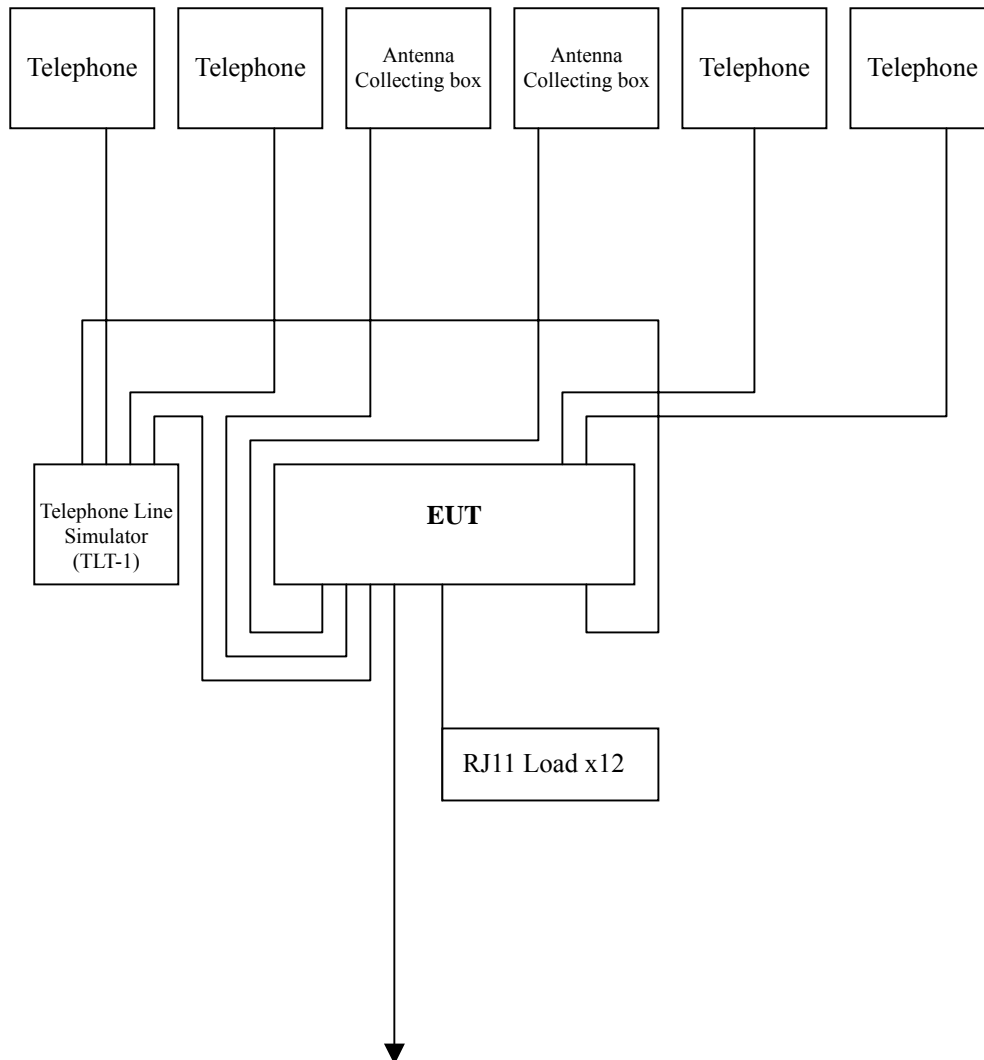 Telephone
Telephone
Antenna
Collecting box
Antenna
Collecting box
Telephone
Telephone
Telephone Line
Simulator
(TLT-1)
EUT
RJ11 Load x12